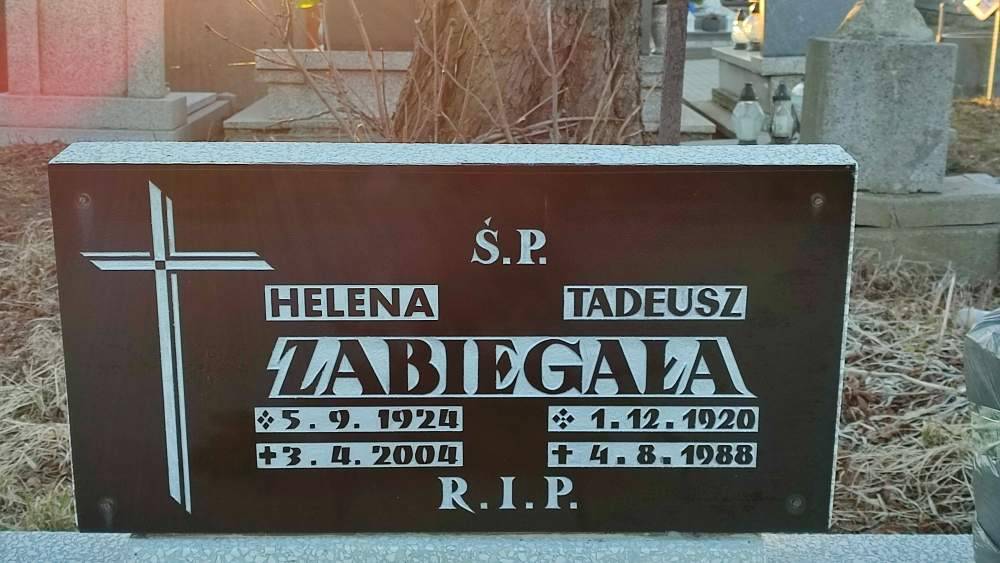 Ś.P.
HELENA TADEUSZ
ZABIEGAŁA
5.9.1924 1.12.1920
+3.4.2004 + 4.8.1988
R.I.P.